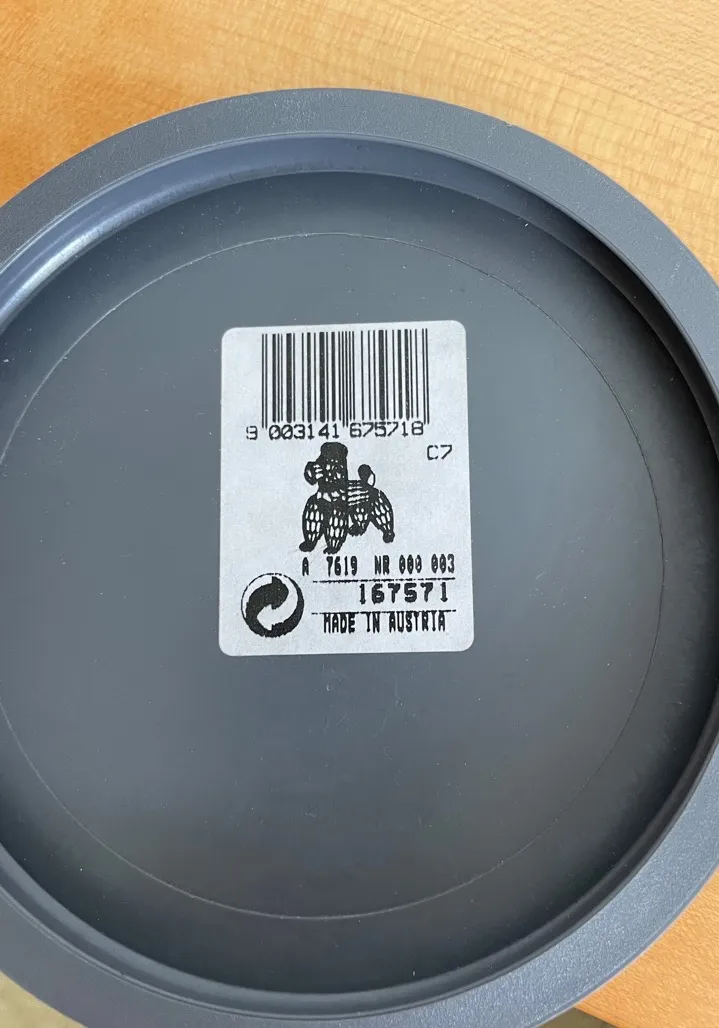 9 003141 675718
C7
A 7619 NR 000 003
167571
MADE IN AUSTRIA